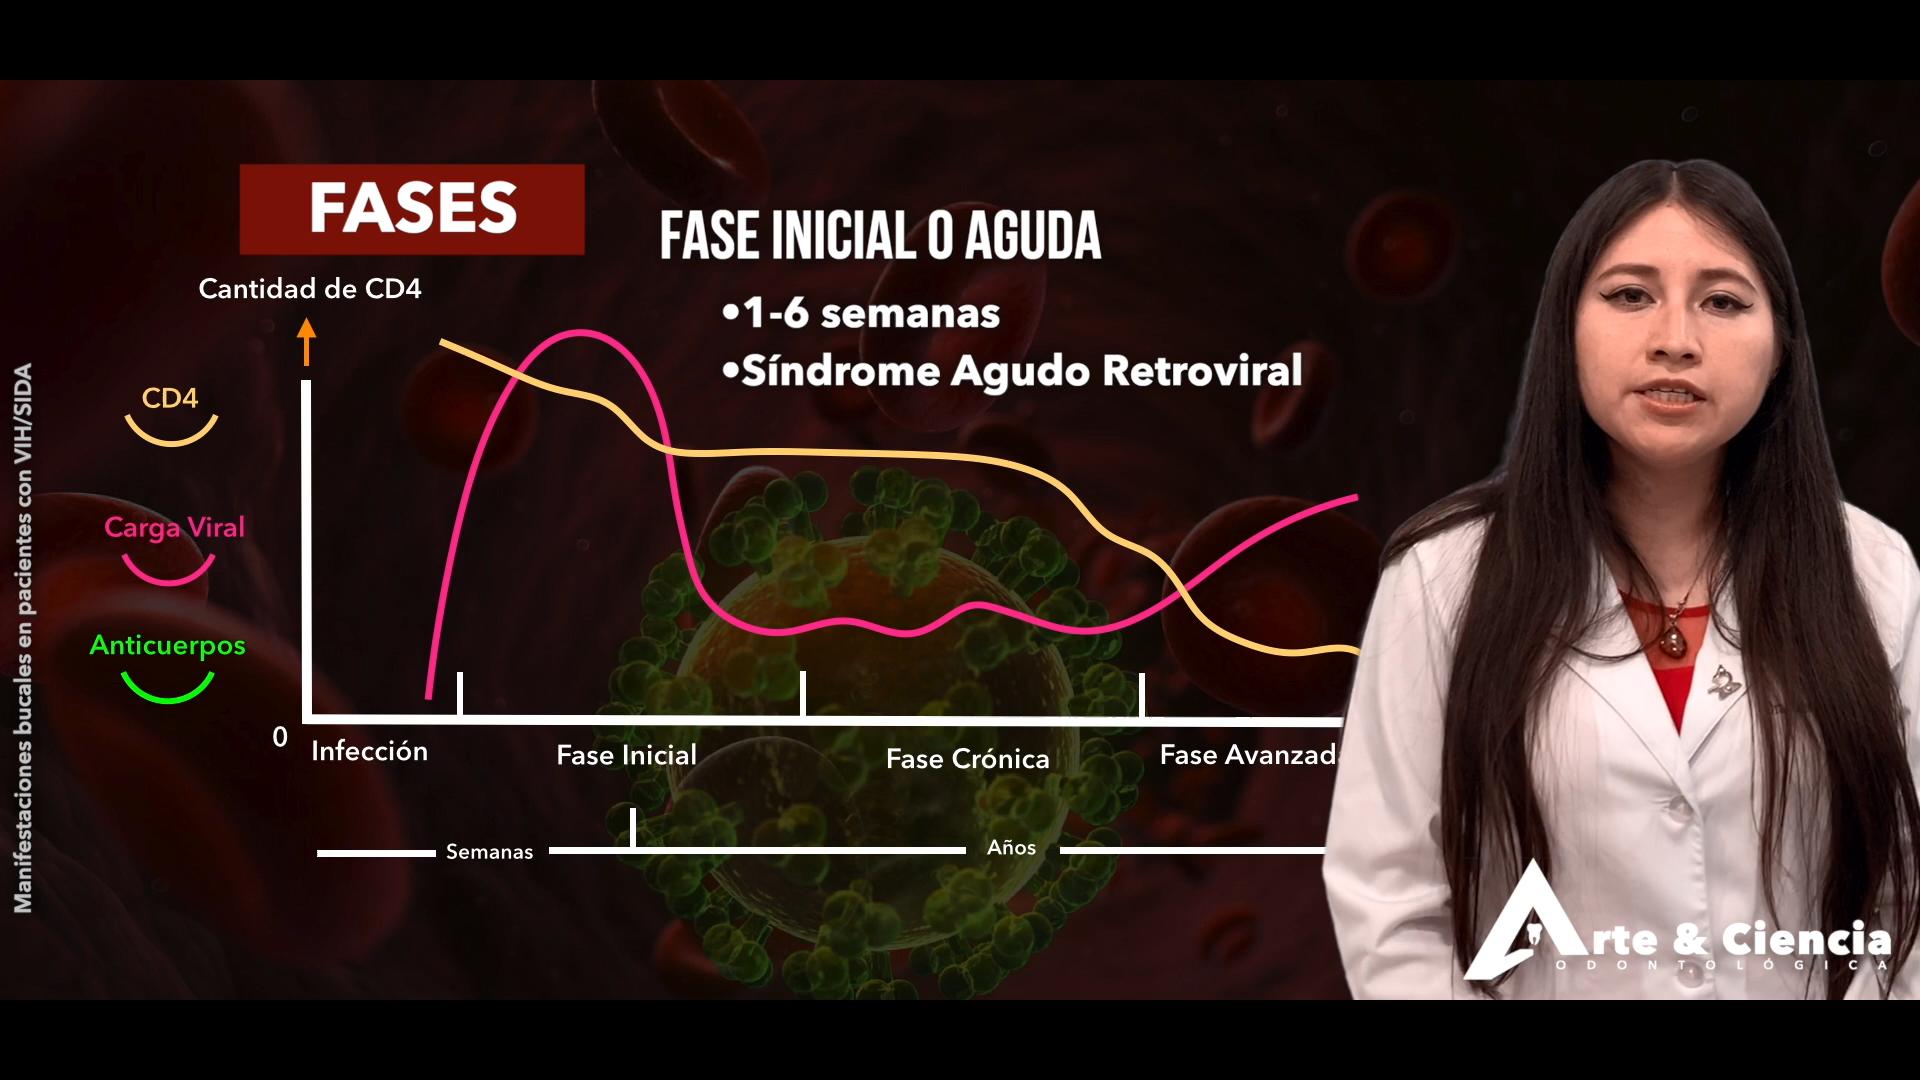 FASES
FASE INICIAL O AGUDA
•1-6 semanas
•Síndrome Agudo Retroviral
Cantidad de CD4
CD4
Carga Viral
Anticuerpos
0
Infección
Fase Inicial
Fase Crónica
Fase Avanzada
Semanas
Años
Manifestaciones bucales en pacientes con VIH/SIDA
Arte & Ciencia
ODONTOLÓGICA